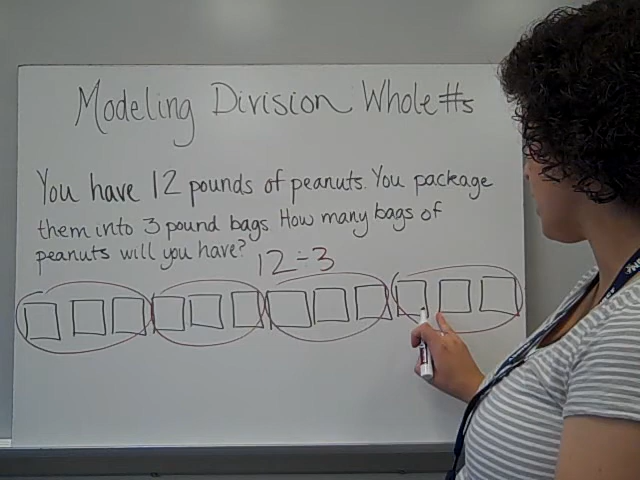 Modeling Division Whole #s
You have 12 pounds of peanuts. You package
them into 3 pound bags. How many bags of
peanuts will you have?
12 ÷ 3